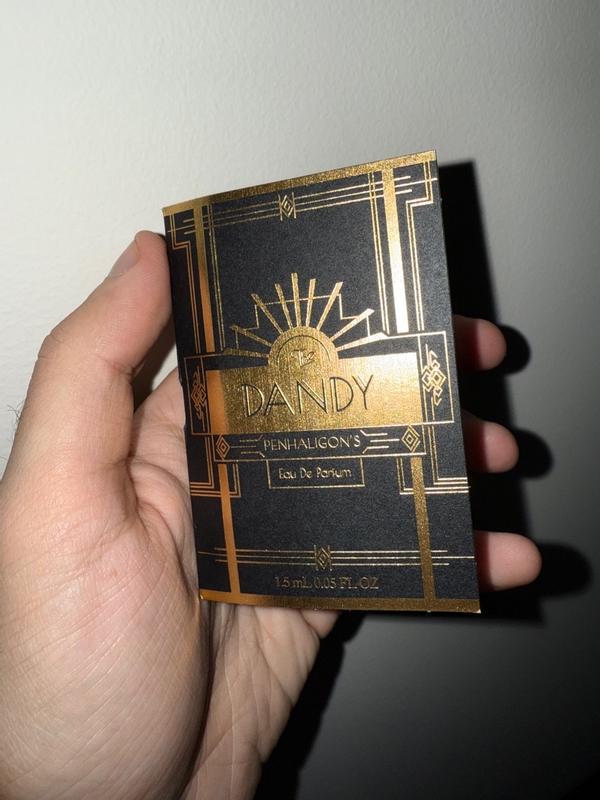 The
DANDY
PENHALIGON'S
Eau De Parfum
1.5 mL 0.05 FL OZ